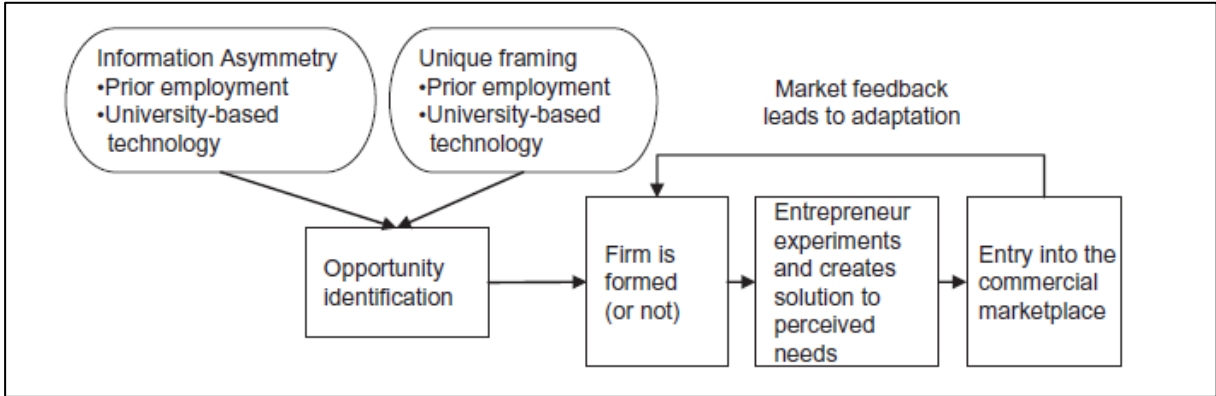 Information Asymmetry
•Prior employment
•University-based
technology
Unique framing
•Prior employment
•University-based
technology
Market feedback
leads to adaptation
Opportunity
identification
Firm is
formed
(or not)
Entrepreneur
experiments
and creates
solution to
perceived
needs
Entry into the
commercial
marketplace